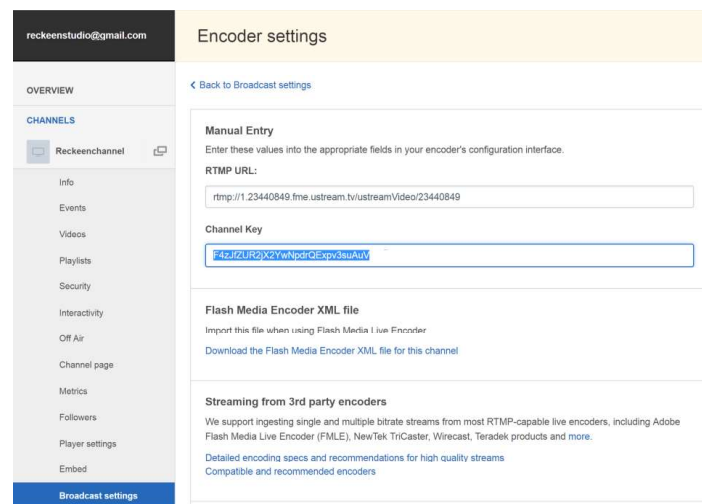 reckeenstudio@gmail.com
Encoder settings
OVERVIEW
CHANNELS
Reckeenchannel
Info
Events
Videos
Playlists
Security
Interactivity
Off Air
Channel page
Metrics
Followers
Player settings
Embed
Broadcast settings
Back to Broadcast settings
Manual Entry
Enter these values into the appropriate fields in your encoder's configuration interface.
RTMP URL:
rtmp://1.23440849.fme.ustream.tv/ustreamVideo/23440849
Channel Key
F4zJfZUR2jX2YwNpdrQExpv3suAuV
Flash Media Encoder XML file
Import this file when using Flash Media Live Encoder
Download the Flash Media Encoder XML file for this channel
Streaming from 3rd party encoders
We support ingesting single and multiple bitrate streams from most RTMP-capable live encoders, including Adobe
Flash Media Live Encoder (FMLE), NewTek TriCaster, Wirecast, Teradek products and more.
Detailed encoding specs and recommendations for high quality streams
Compatible and recommended encoders